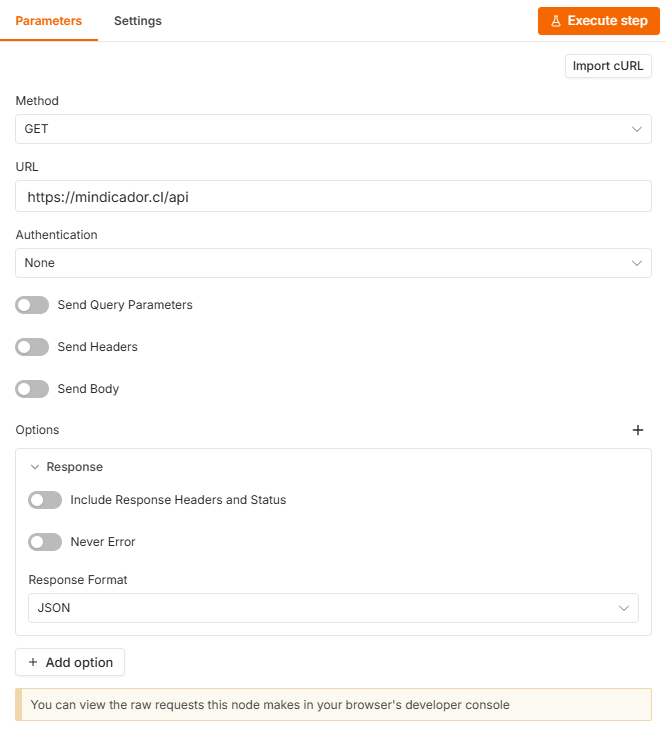 Parameters
Settings
Execute step
Import cURL
Method
GET
URL
https://mindicador.cl/api
Authentication
None
Send Query Parameters
Send Headers
Send Body
Options
Response
Include Response Headers and Status
Never Error
Response Format
JSON
Add option
You can view the raw requests this node makes in your browser's developer console